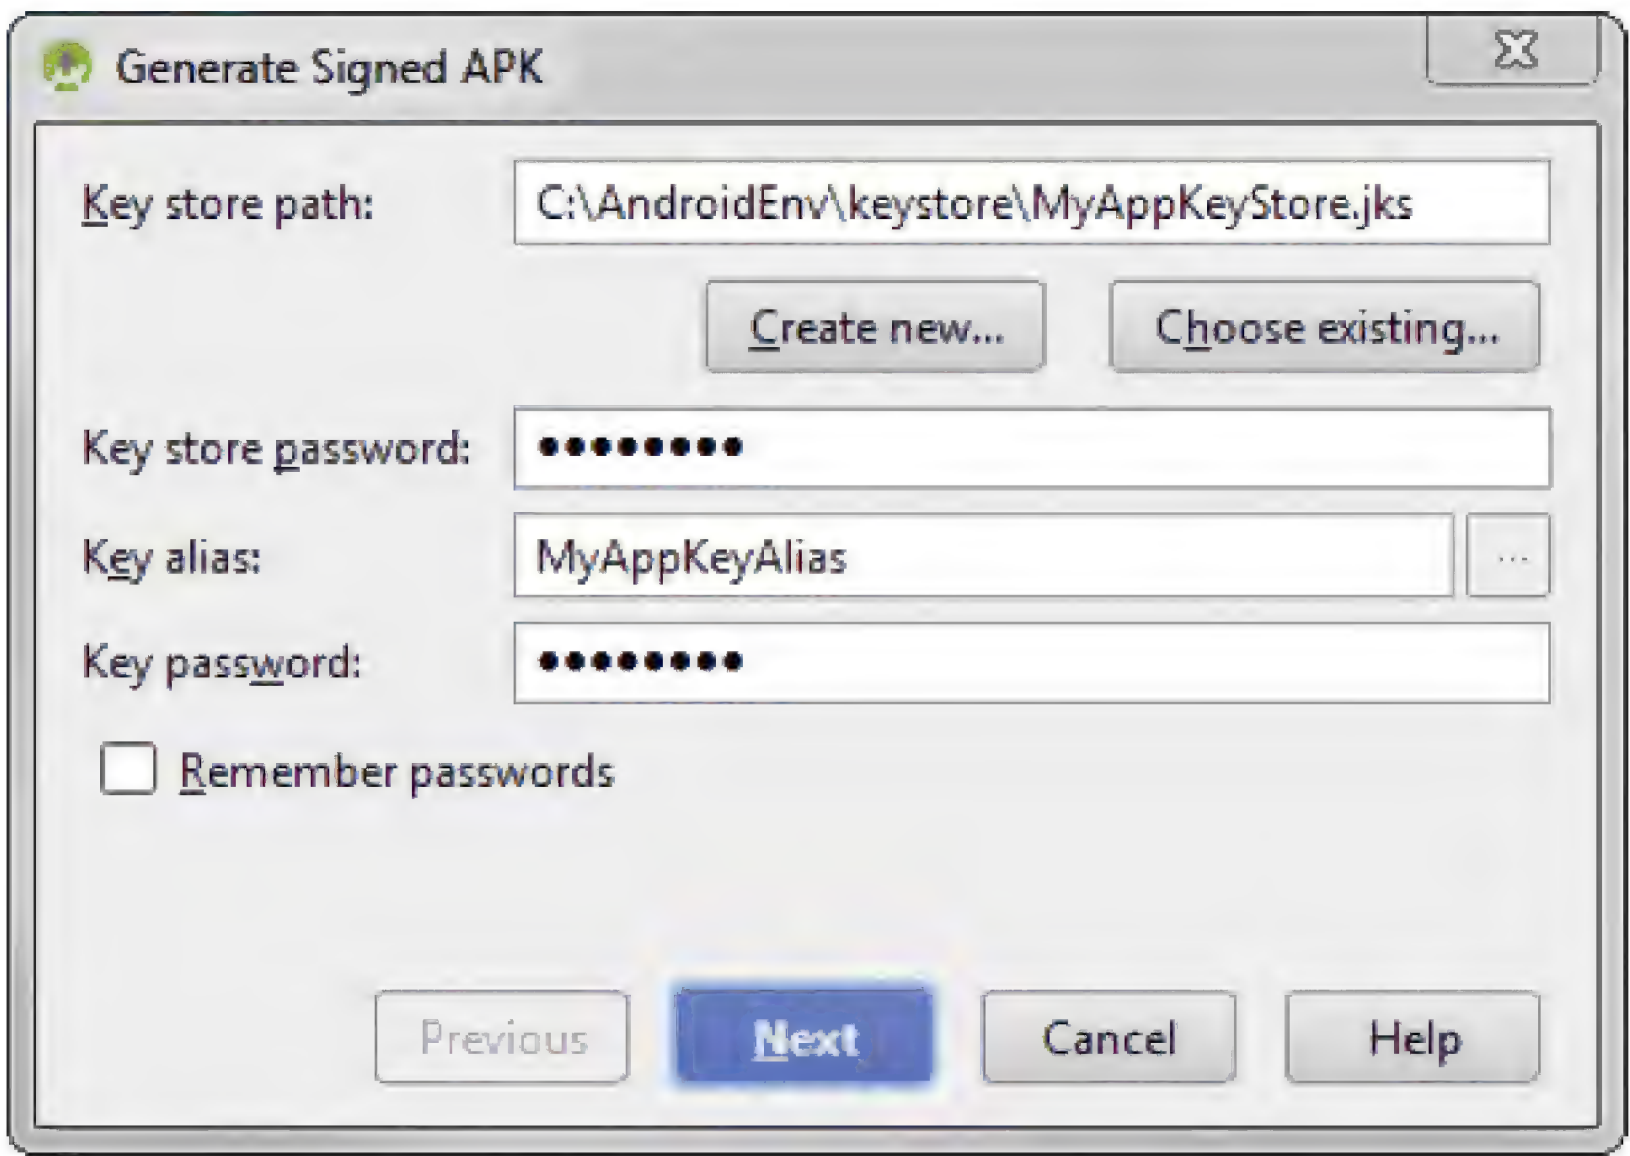 Generate Signed APK
Key store path: C:\AndroidEnv\keystore\MyAppKeyStore.jks
Create new... Choose existing...
Key store password: ••••••••
Key alias: MyAppKeyAlias ...
Key password: ••••••••
Remember passwords
Previous Next Cancel Help